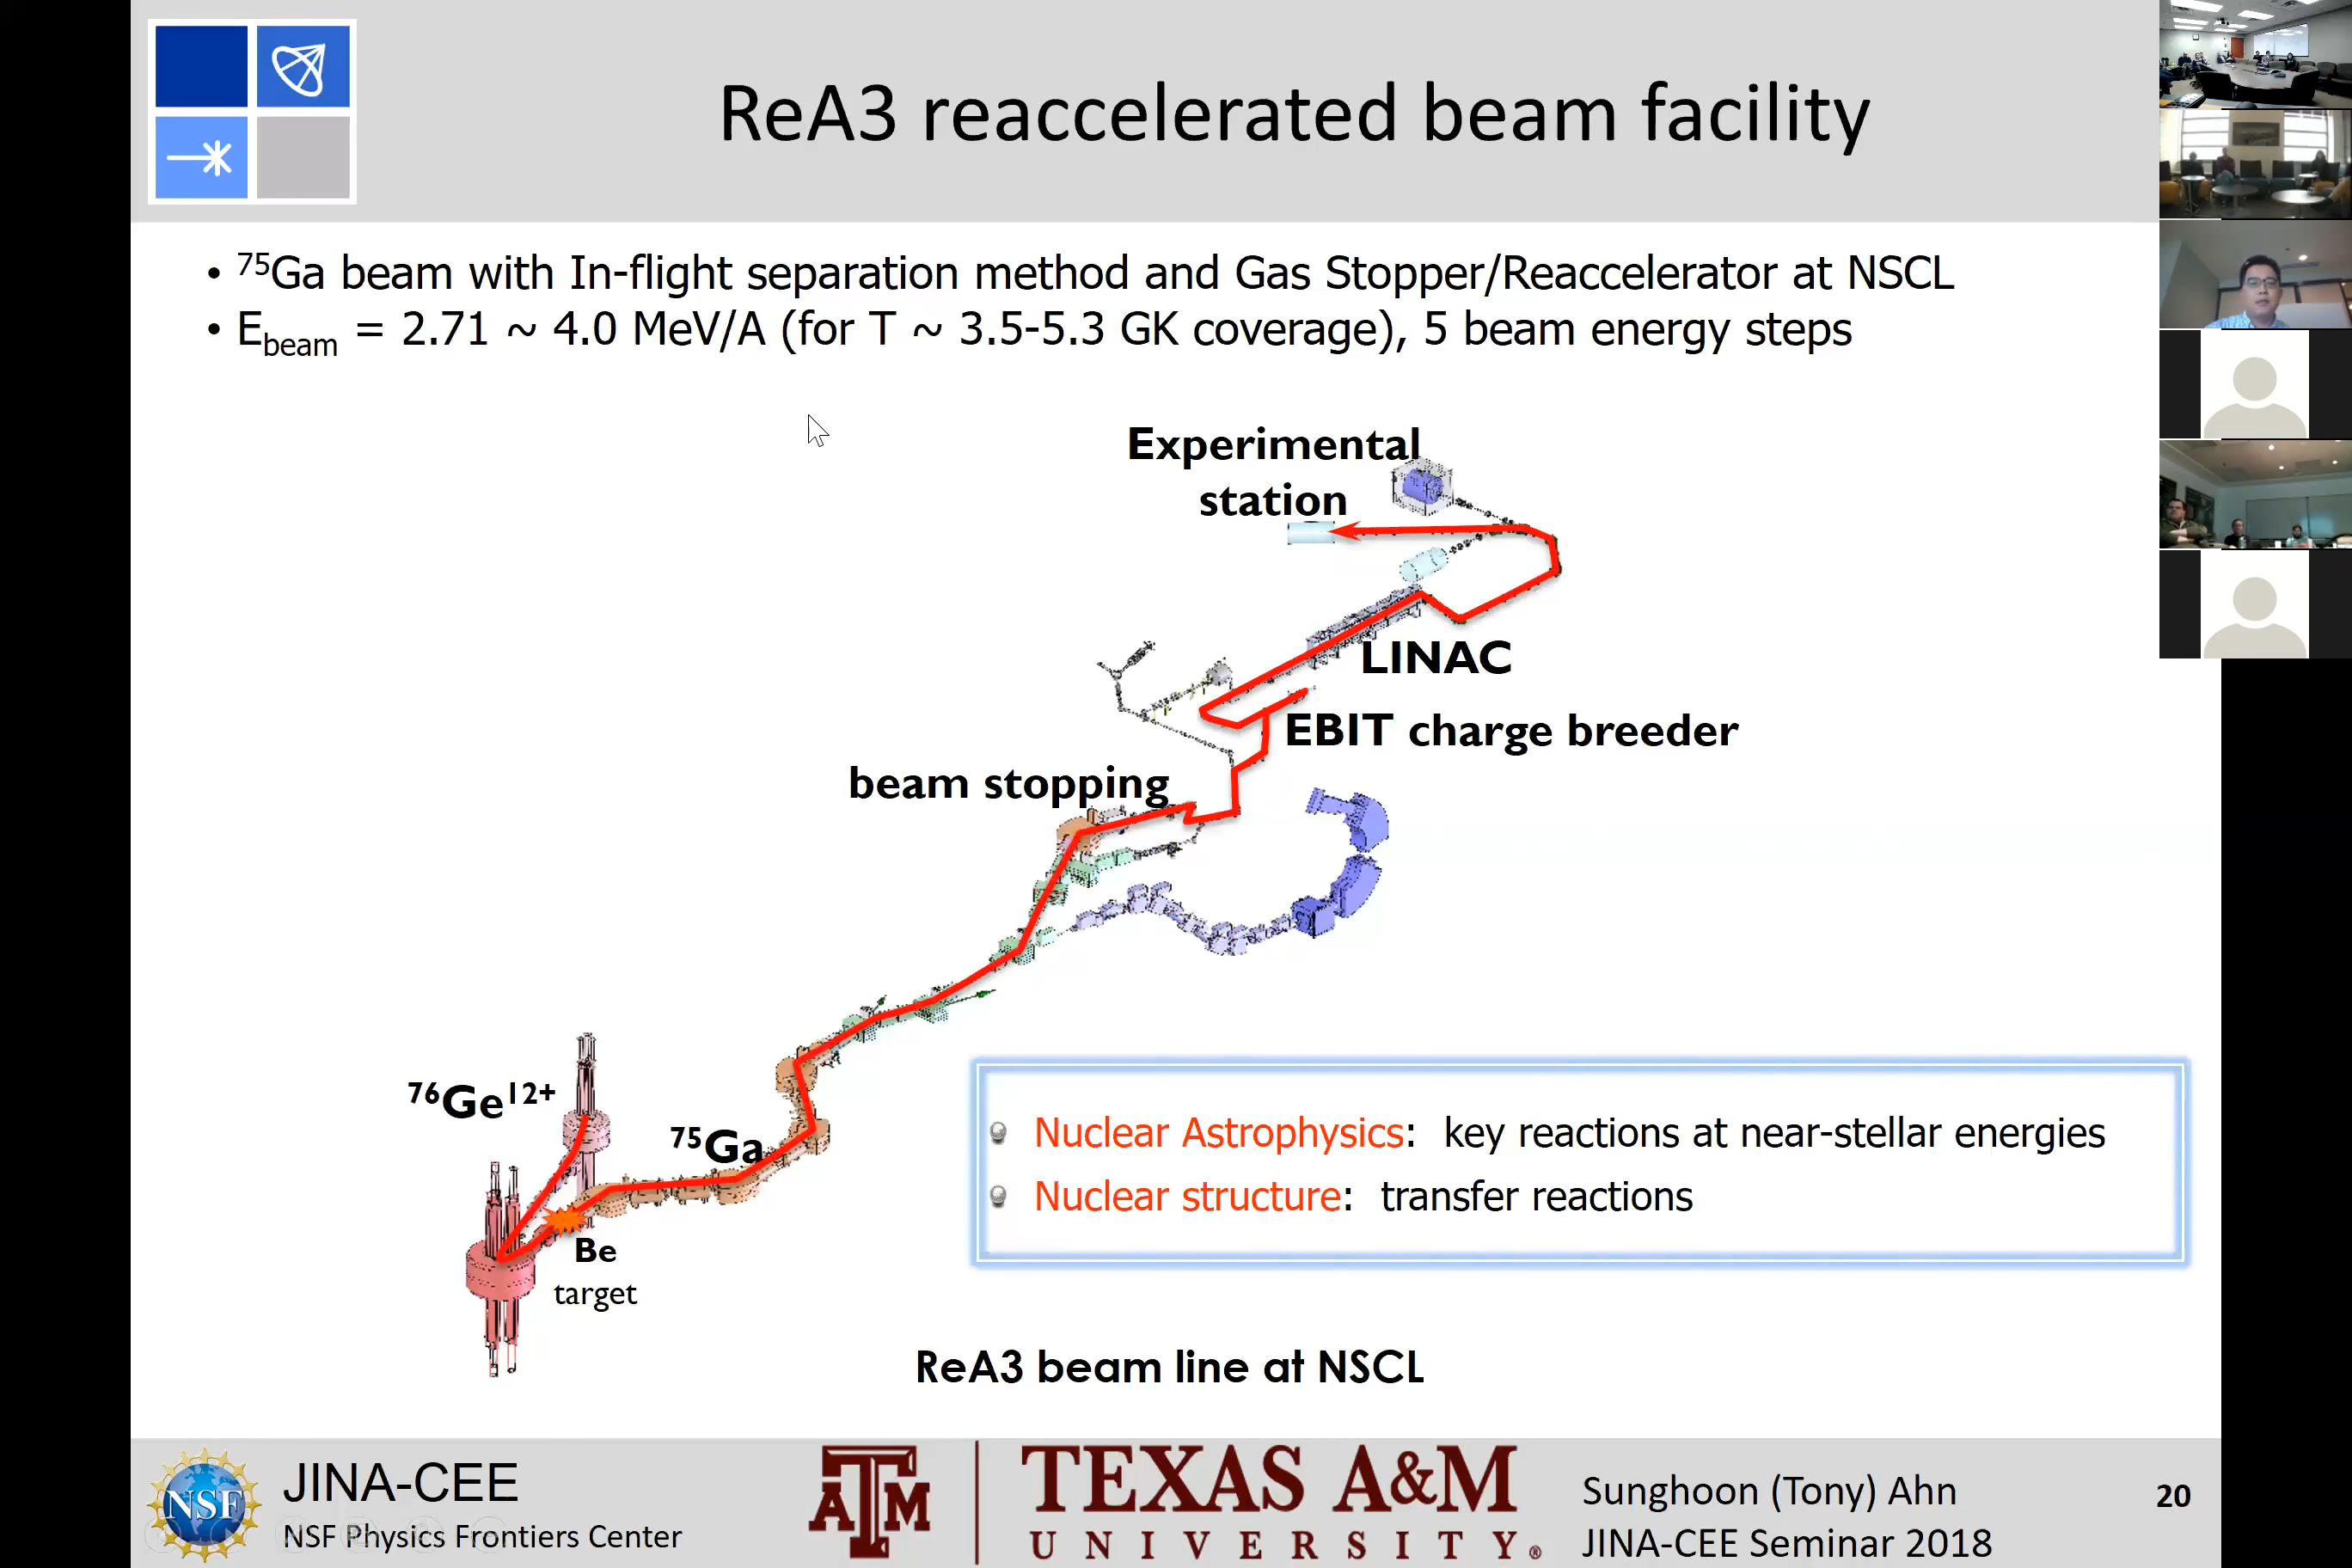 ReA3 reaccelerated beam facility
• ⁷⁵Ga beam with In-flight separation method and Gas Stopper/Reaccelerator at NSCL
• E_beam = 2.71 ~ 4.0 MeV/A (for T ~ 3.5-5.3 GK coverage), 5 beam energy steps
Experimental
station
LINAC
EBIT charge breeder
beam stopping
⁷⁶Ge¹²⁺
⁷⁵Ga
Be
target
Nuclear Astrophysics: key reactions at near-stellar energies
Nuclear structure: transfer reactions
ReA3 beam line at NSCL
NSF
JINA-CEE
NSF Physics Frontiers Center
ATM
TEXAS A&M
UNIVERSITY®
Sunghoon (Tony) Ahn
JINA-CEE Seminar 2018
20